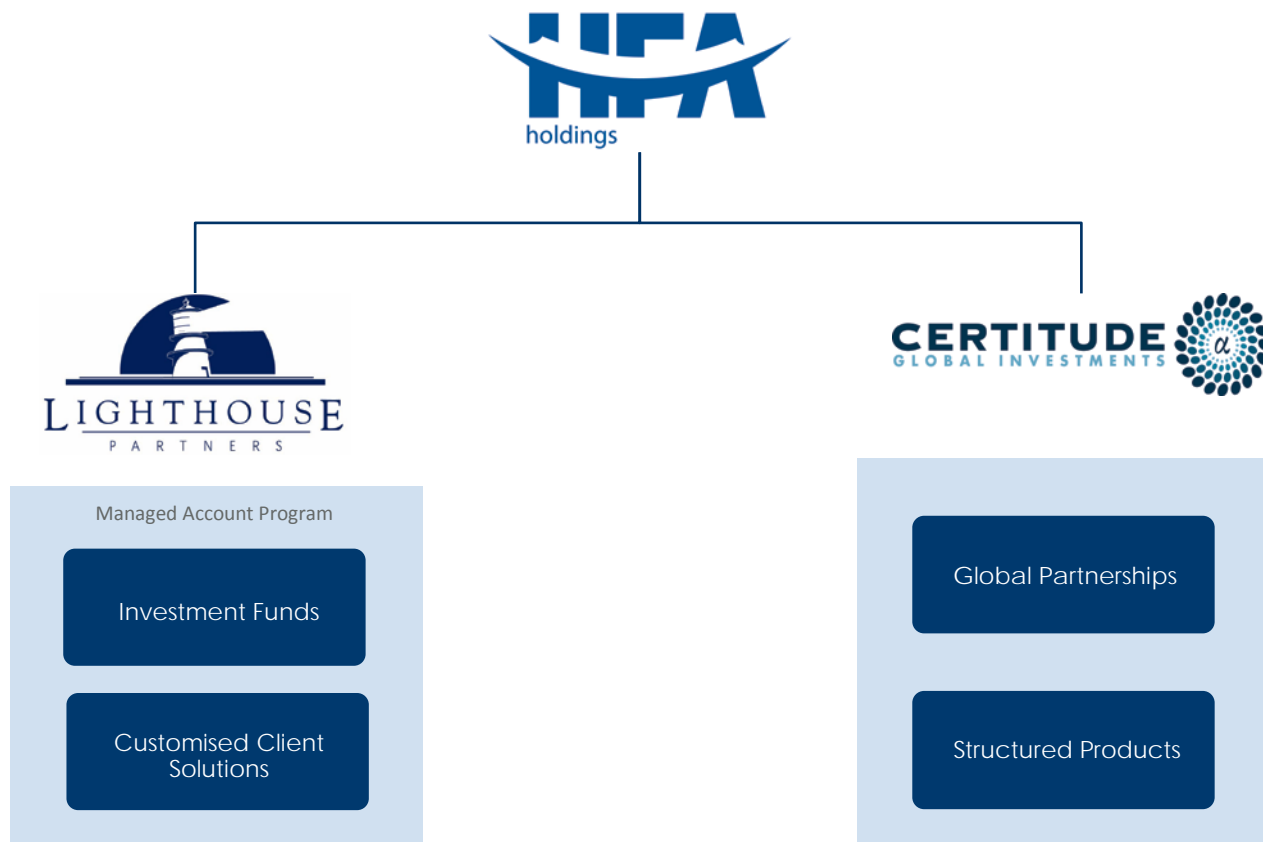 HFA
holdings
LIGHTHOUSE
PARTNERS
Managed Account Program
Investment Funds
Customised Client
Solutions
CERTITUDE
GLOBAL INVESTMENTS
α
Global Partnerships
Structured Products